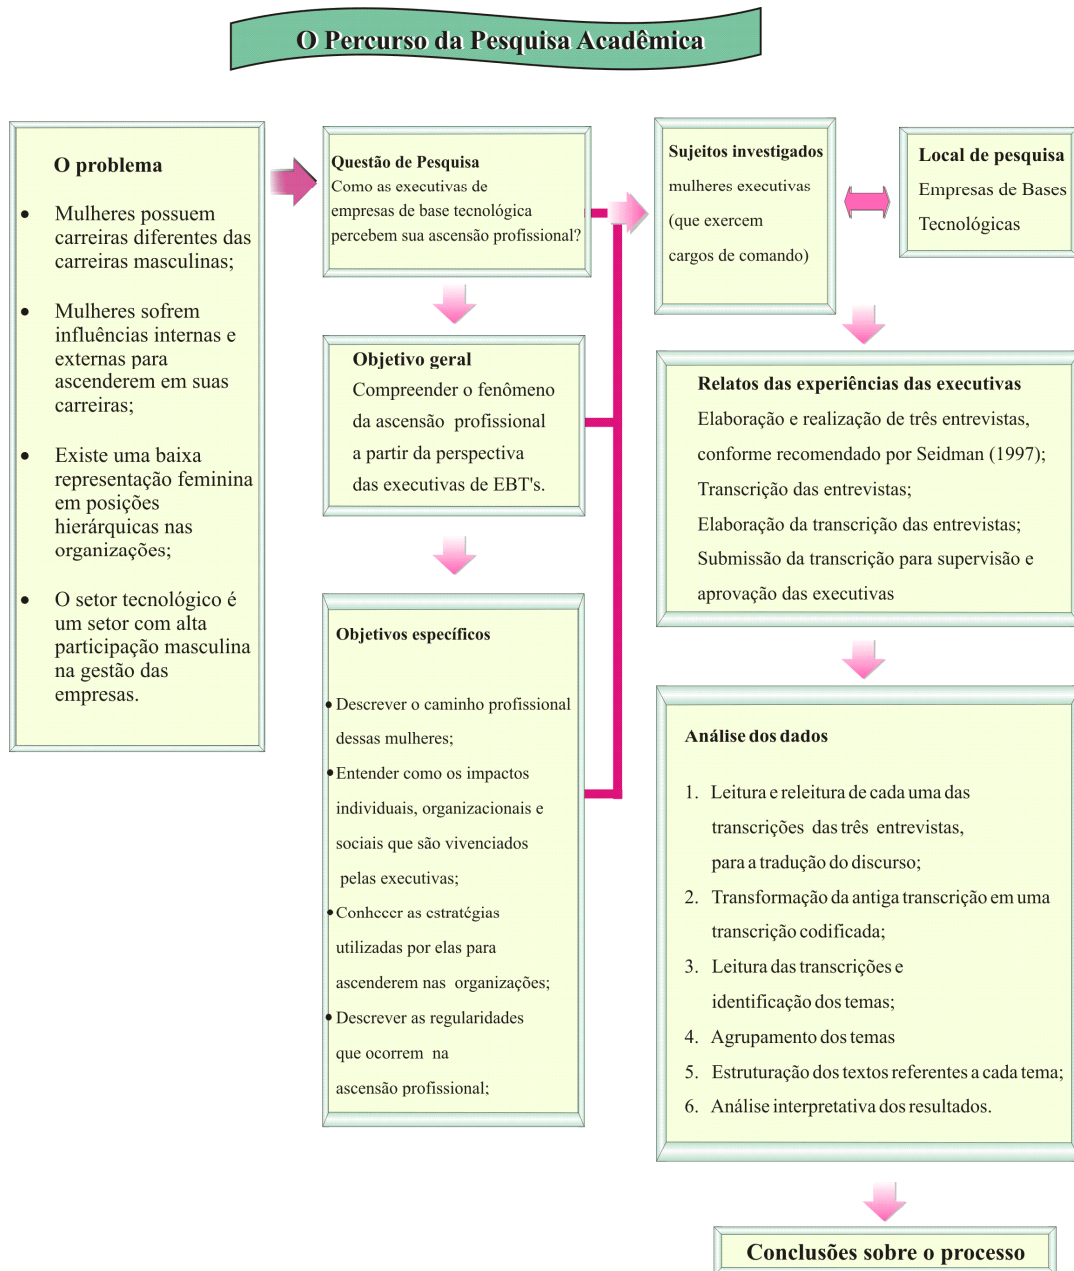 O Percurso da Pesquisa Acadêmica
O problema
• Mulheres possuem
carreiras diferentes das
carreiras masculinas;
• Mulheres sofrem
influências internas e
externas para
ascenderem em suas
carreiras;
• Existe uma baixa
representação feminina
em posições
hierárquicas nas
organizações;
• O setor tecnológico é
um setor com alta
participação masculina
na gestão das
empresas.
Questão de Pesquisa
Como as executivas de
empresas de base tecnológica
percebem sua ascensão profissional?
Objetivo geral
Compreender o fenômeno
da ascensão profissional
a partir da perspectiva
das executivas de EBT's.
Objetivos específicos
• Descrever o caminho profissional
dessas mulheres;
• Entender como os impactos
individuais, organizacionais e
sociais que são vivenciados
pelas executivas;
• Conhecer as estratégias
utilizadas por elas para
ascenderem nas organizações;
• Descrever as regularidades
que ocorrem na
ascensão profissional;
Sujeitos investigados
mulheres executivas
(que exercem
cargos de comando)
Local de pesquisa
Empresas de Bases
Tecnológicas
Relatos das experiências das executivas
Elaboração e realização de três entrevistas,
conforme recomendado por Seidman (1997);
Transcrição das entrevistas;
Elaboração da transcrição das entrevistas;
Submissão da transcrição para supervisão e
aprovação das executivas
Análise dos dados
1. Leitura e releitura de cada uma das
transcrições das três entrevistas,
para a tradução do discurso;
2. Transformação da antiga transcrição em uma
transcrição codificada;
3. Leitura das transcrições e
identificação dos temas;
4. Agrupamento dos temas
5. Estruturação dos textos referentes a cada tema;
6. Análise interpretativa dos resultados.
Conclusões sobre o processo